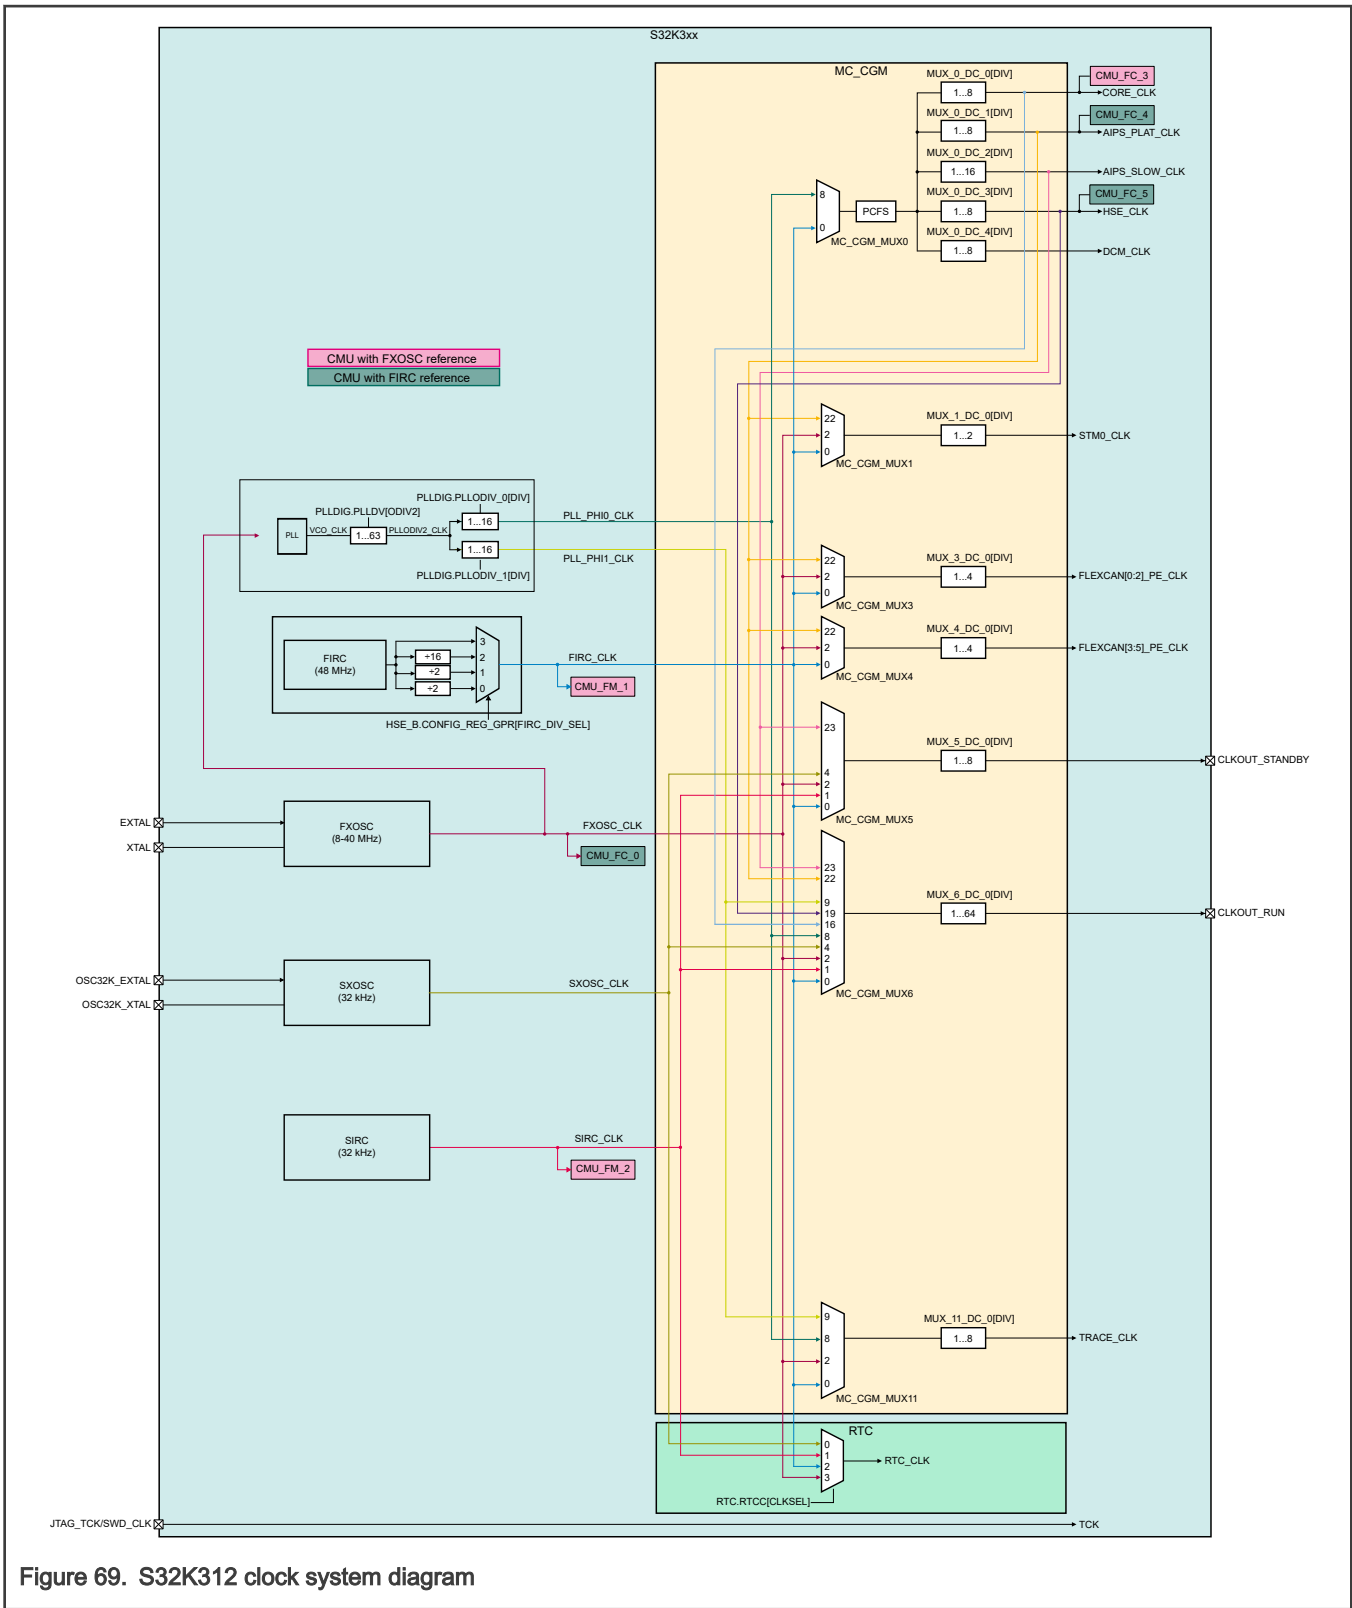 S32K3xx
MC_CGM
MUX_0_DC_0[DIV]
1...8
CMU_FC_3
CORE_CLK
MUX_0_DC_1[DIV]
1...8
CMU_FC_4
AIPS_PLAT_CLK
MUX_0_DC_2[DIV]
1...16
AIPS_SLOW_CLK
MUX_0_DC_3[DIV]
1...8
CMU_FC_5
HSE_CLK
MUX_0_DC_4[DIV]
1...8
DCM_CLK
8
0
PCFS
MC_CGM_MUX0
CMU with FXOSC reference
CMU with FIRC reference
22
2
0
MC_CGM_MUX1
MUX_1_DC_0[DIV]
1...2
STM0_CLK
PLLDIG.PLLODIV_0[DIV]
PLLDIG.PLLDV[ODIV2]
PLL
VCO_CLK
1...63
PLLODIV2_CLK
1...16
1...16
PLLDIG.PLLODIV_1[DIV]
PLL_PHI0_CLK
PLL_PHI1_CLK
22
2
0
MC_CGM_MUX3
MUX_3_DC_0[DIV]
1...4
FLEXCAN[0:2]_PE_CLK
FIRC
(48 MHz)
÷16
÷2
÷2
3
2
1
0
HSE_B.CONFIG_REG_GPR[FIRC_DIV_SEL]
FIRC_CLK
CMU_FM_1
22
2
0
MC_CGM_MUX4
MUX_4_DC_0[DIV]
1...4
FLEXCAN[3:5]_PE_CLK
23
4
2
1
0
MC_CGM_MUX5
MUX_5_DC_0[DIV]
1...8
CLKOUT_STANDBY
EXTAL
XTAL
FXOSC
(8-40 MHz)
FXOSC_CLK
CMU_FC_0
23
22
9
19
16
8
4
2
1
0
MC_CGM_MUX6
MUX_6_DC_0[DIV]
1...64
CLKOUT_RUN
OSC32K_EXTAL
OSC32K_XTAL
SXOSC
(32 kHz)
SXOSC_CLK
SIRC
(32 kHz)
SIRC_CLK
CMU_FM_2
9
8
2
0
MC_CGM_MUX11
MUX_11_DC_0[DIV]
1...8
TRACE_CLK
RTC
0
1
2
3
RTC_CLK
RTC.RTCC[CLKSEL]
JTAG_TCK/SWD_CLK
TCK
Figure 69. S32K312 clock system diagram